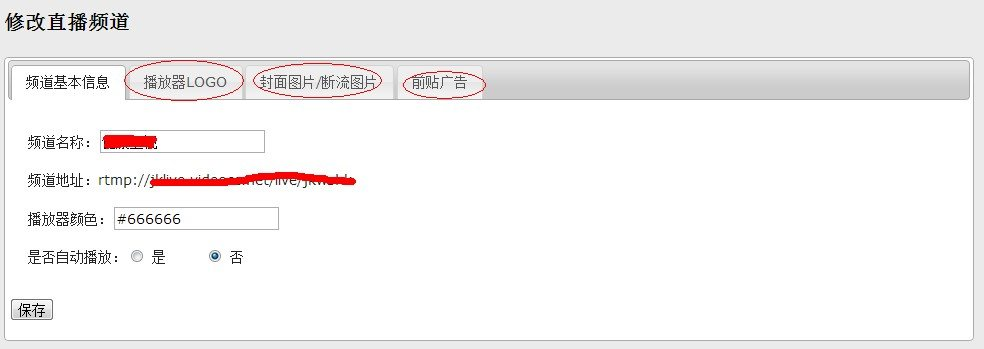 修改直播频道
频道基本信息 播放器LOGO 封面图片/断流图片 前贴广告
频道名称：
频道地址：rtmp://
播放器颜色：#666666
是否自动播放： 是 否
保存